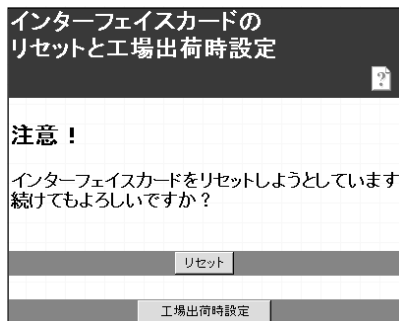 インターフェイスカードの
リセットと工場出荷時設定
?
注意！
インターフェイスカードをリセットしようとしています
続けてもよろしいですか？
リセット
工場出荷時設定